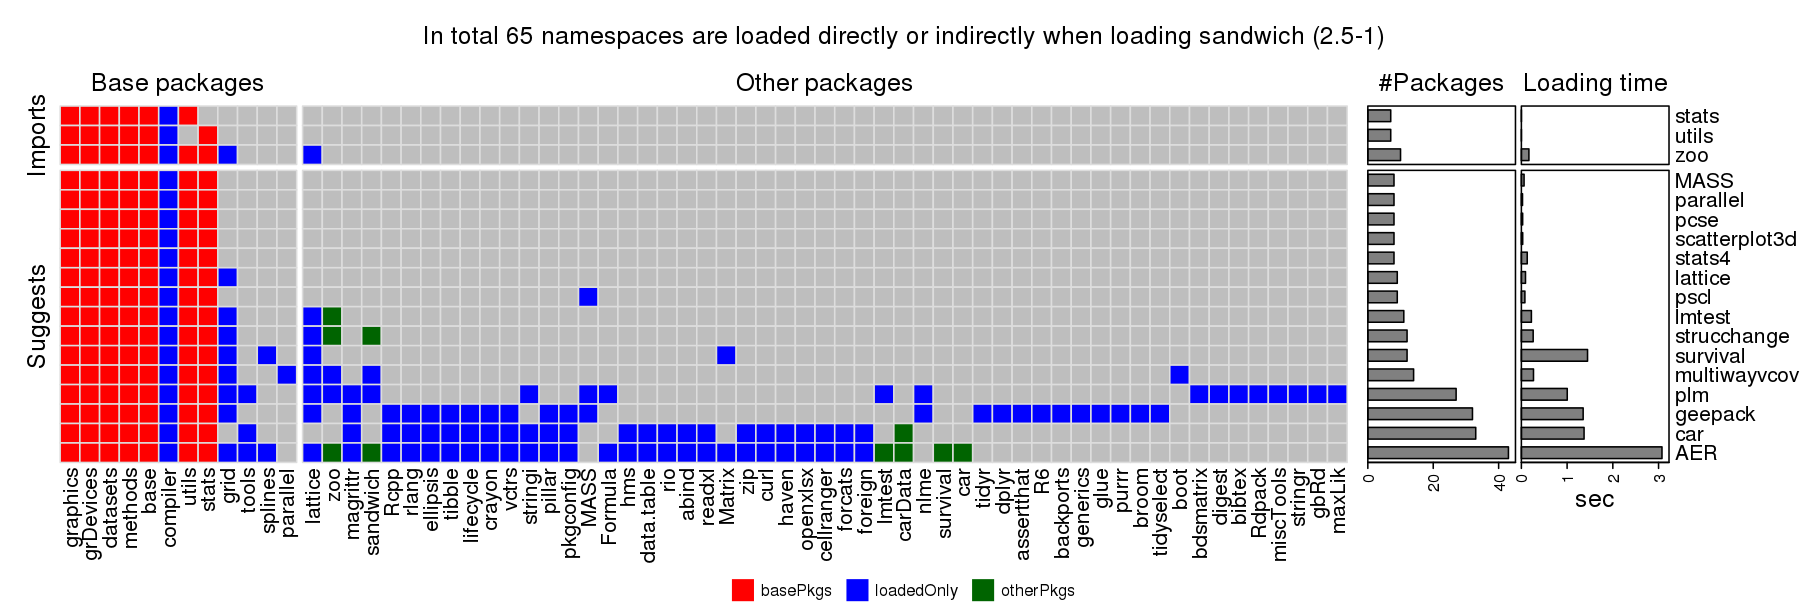 In total 65 namespaces are loaded directly or indirectly when loading sandwich (2.5-1)
Base packages
Other packages
#Packages
Loading time
Imports
stats
utils
zoo
Suggests
MASS
parallel
pcse
scatterplot3d
stats4
lattice
pscl
lmtest
strucchange
survival
multiwayvcov
plm
geepack
car
AER
graphics
grDevices
datasets
methods
base
compiler
utils
stats
grid
tools
splines
parallel
lattice
zoo
magrittr
sandwich
Rcpp
rlang
ellipsis
tibble
lifecycle
crayon
vctrs
stringi
pillar
pkgconfig
MASS
Formula
hms
data.table
rio
abind
readxl
Matrix
zip
curl
haven
openxlsx
cellranger
forcats
foreign
lmtest
carData
nlme
survival
car
tidyr
dplyr
assertthat
R6
backports
generics
glue
purrr
broom
tidyselect
boot
bdsmatrix
digest
bibtex
Rdpack
miscTools
stringr
gbRd
maxLik
0
20
40
0
1
2
3
sec
basePkgs
loadedOnly
otherPkgs